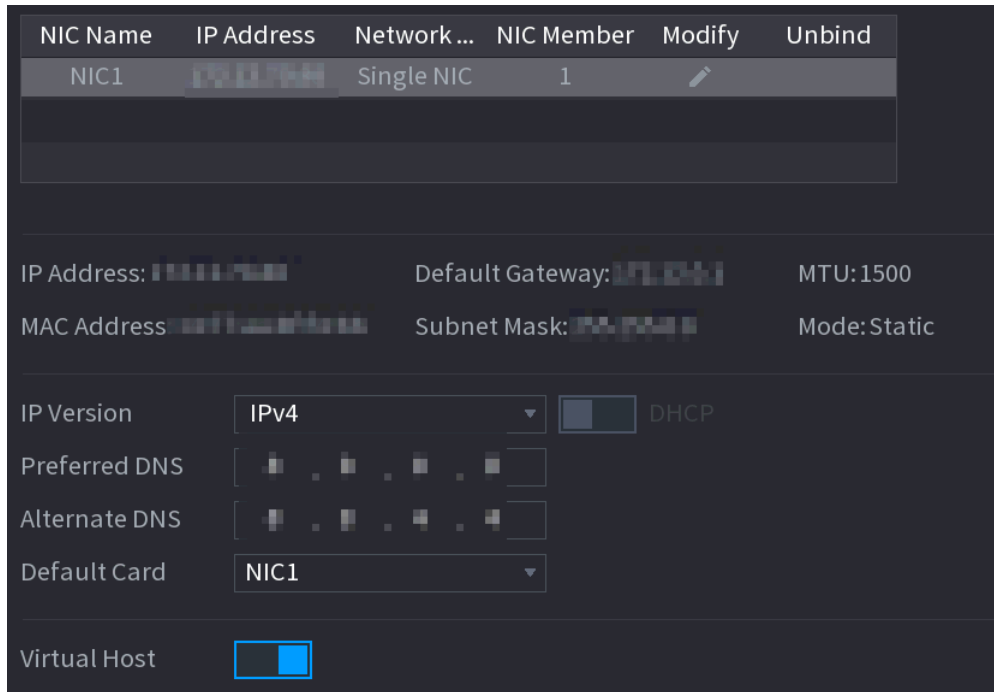 NIC Name IP Address Network ... NIC Member Modify Unbind
NIC1 Single NIC 1
IP Address: Default Gateway: MTU:1500
MAC Address Subnet Mask: Mode:Static
IP Version IPv4 DHCP
Preferred DNS
Alternate DNS
Default Card NIC1
Virtual Host